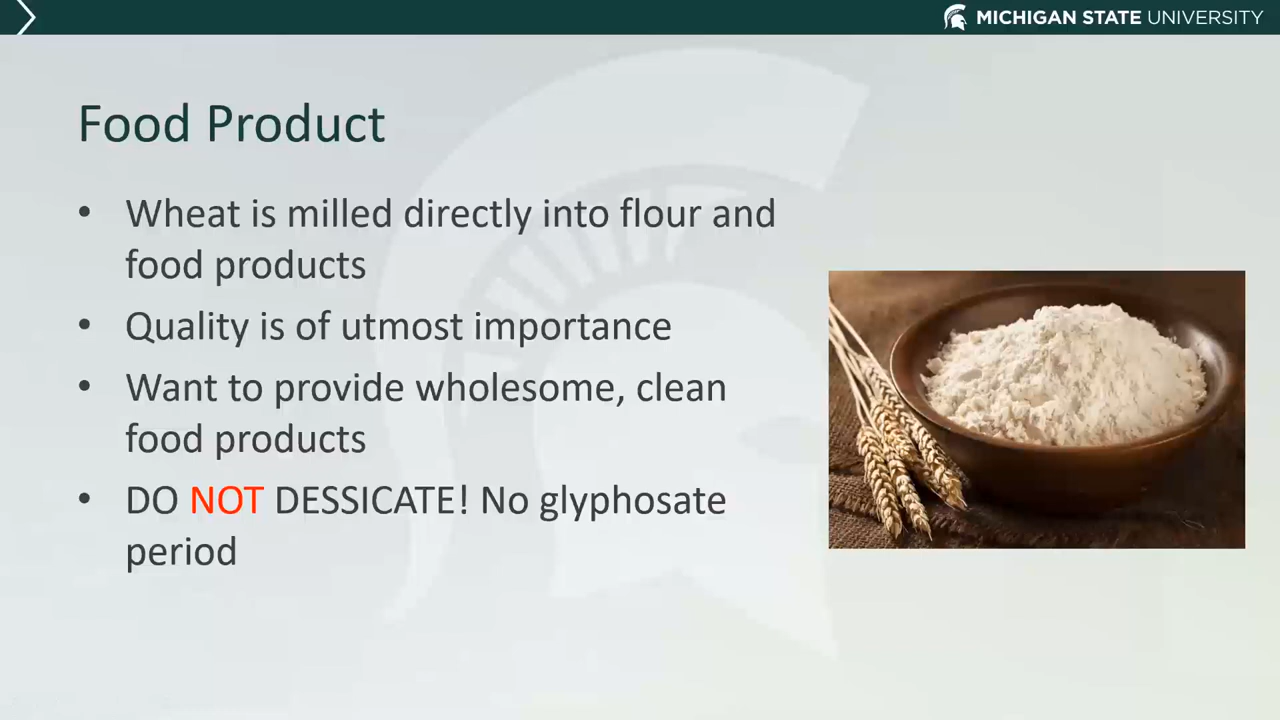 MICHIGAN STATE UNIVERSITY
Food Product
• Wheat is milled directly into flour and
food products
• Quality is of utmost importance
• Want to provide wholesome, clean
food products
• DO NOT DESSICATE! No glyphosate
period